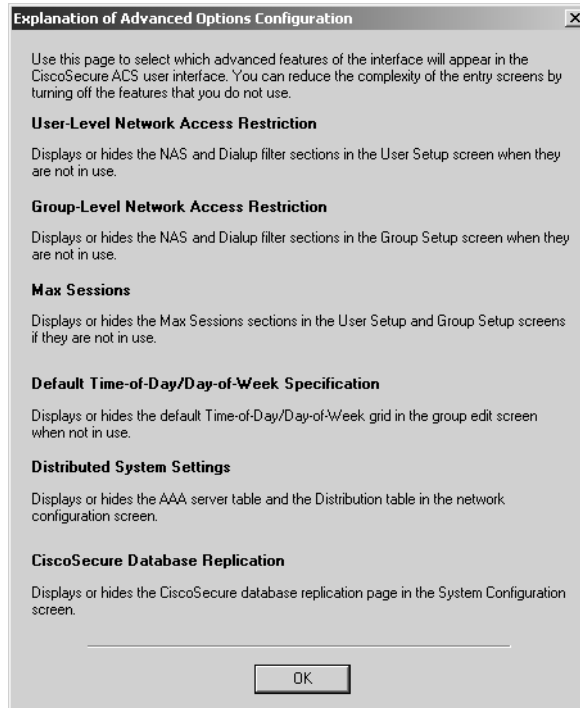 Explanation of Advanced Options Configuration
Use this page to select which advanced features of the interface will appear in the
CiscoSecure ACS user interface. You can reduce the complexity of the entry screens by
turning off the features that you do not use.
User-Level Network Access Restriction
Displays or hides the NAS and Dialup filter sections in the User Setup screen when they
are not in use.
Group-Level Network Access Restriction
Displays or hides the NAS and Dialup filter sections in the Group Setup screen when they
are not in use.
Max Sessions
Displays or hides the Max Sessions sections in the User Setup and Group Setup screens
if they are not in use.
Default Time-of-Day/Day-of-Week Specification
Displays or hides the default Time-of-Day/Day-of-Week grid in the group edit screen
when not in use.
Distributed System Settings
Displays or hides the AAA server table and the Distribution table in the network
configuration screen.
CiscoSecure Database Replication
Displays or hides the CiscoSecure database replication page in the System Configuration
screen.
OK